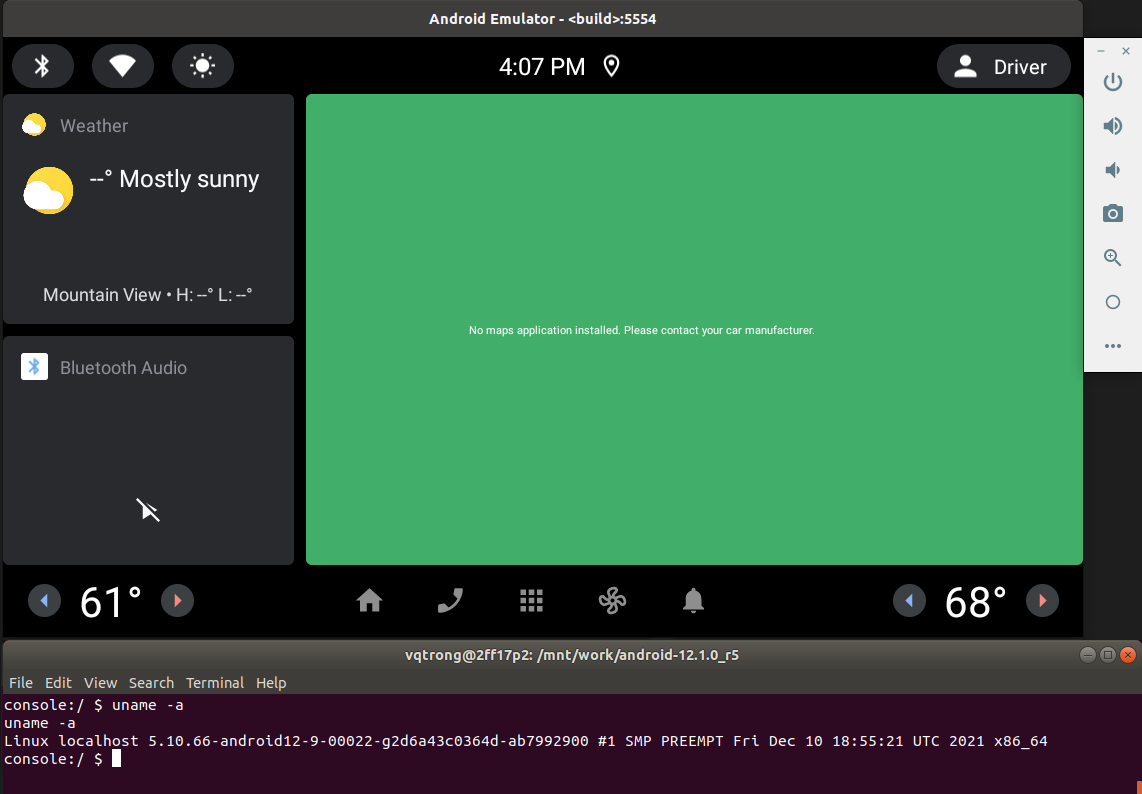 Android Emulator - <build>:5554
4:07 PM
Driver
Weather
--° Mostly sunny
Mountain View • H: --° L: --°
No maps application installed. Please contact your car manufacturer.
Bluetooth Audio
61°
68°
vqtrong@2ff17p2: /mnt/work/android-12.1.0_r5
File Edit View Search Terminal Help
console:/ $ uname -a
uname -a
Linux localhost 5.10.66-android12-9-00022-g2d6a43c0364d-ab7992900 #1 SMP PREEMPT Fri Dec 10 18:55:21 UTC 2021 x86_64
console:/ $